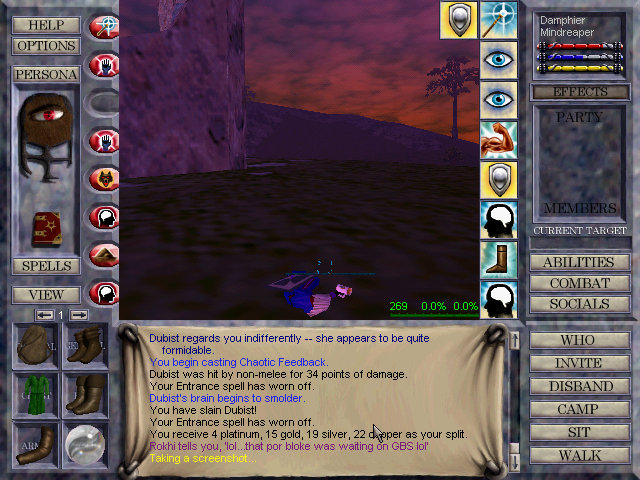 HELP
OPTIONS
PERSONA
SPELLS
VIEW
1
Damphier
Mindreaper
EFFECTS
PARTY
MEMBERS
CURRENT TARGET
ABILITIES
COMBAT
SOCIALS
WHO
INVITE
DISBAND
CAMP
SIT
WALK
269 0.0% 0.0%
Dubist regards you indifferently -- she appears to be quite
formidable.
You begin casting Chaotic Feedback.
Dubist was hit by non-melee for 34 points of damage.
Your Entrance spell has worn off.
Dubist's brain begins to smolder.
You have slain Dubist!
Your Entrance spell has worn off.
You receive 4 platinum, 15 gold, 19 silver, 22 copper as your split.
Rokhi tells you, 'lol...that por bloke was waiting on GBS lol'
Taking a screenshot...